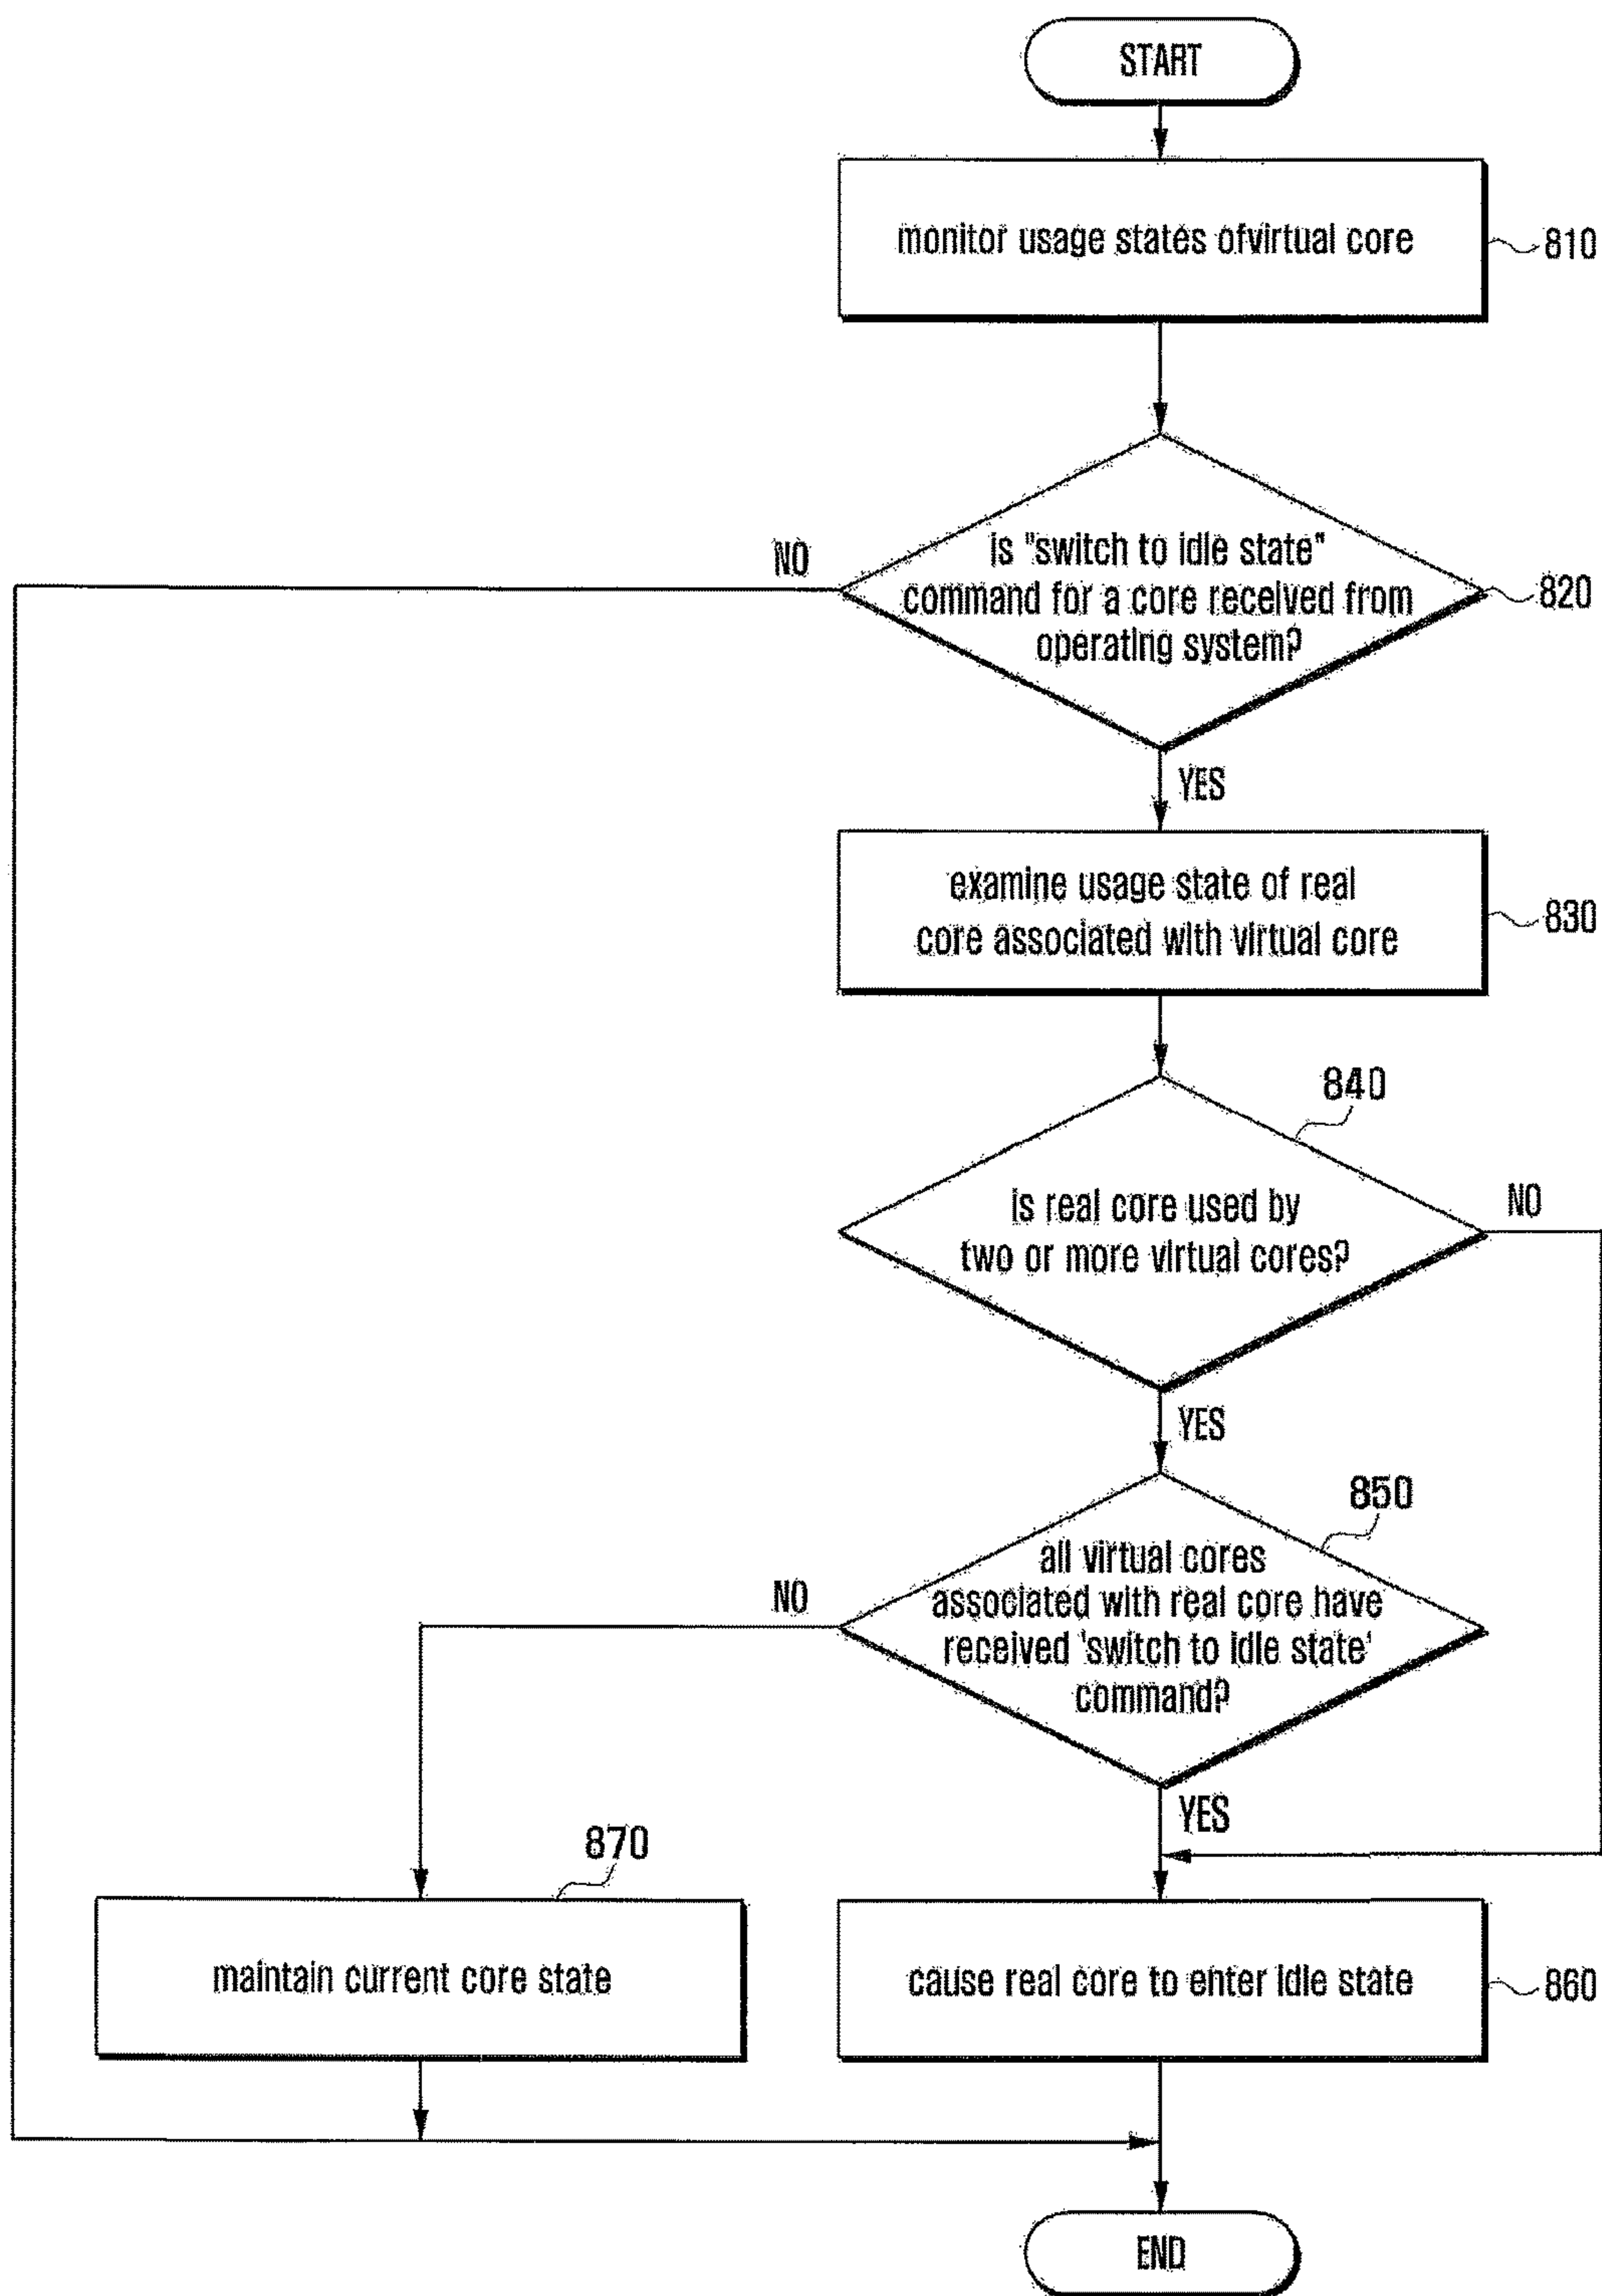 START
monitor usage states ofvirtual core
810
is "switch to idle state"
command for a core received from
operating system?
820
NO
YES
examine usage state of real
core associated with virtual core
830
840
is real core used by
two or more virtual cores?
NO
YES
850
all virtual cores
associated with real core have
received 'switch to idle state'
command?
NO
YES
870
maintain current core state
cause real core to enter idle state
860
END